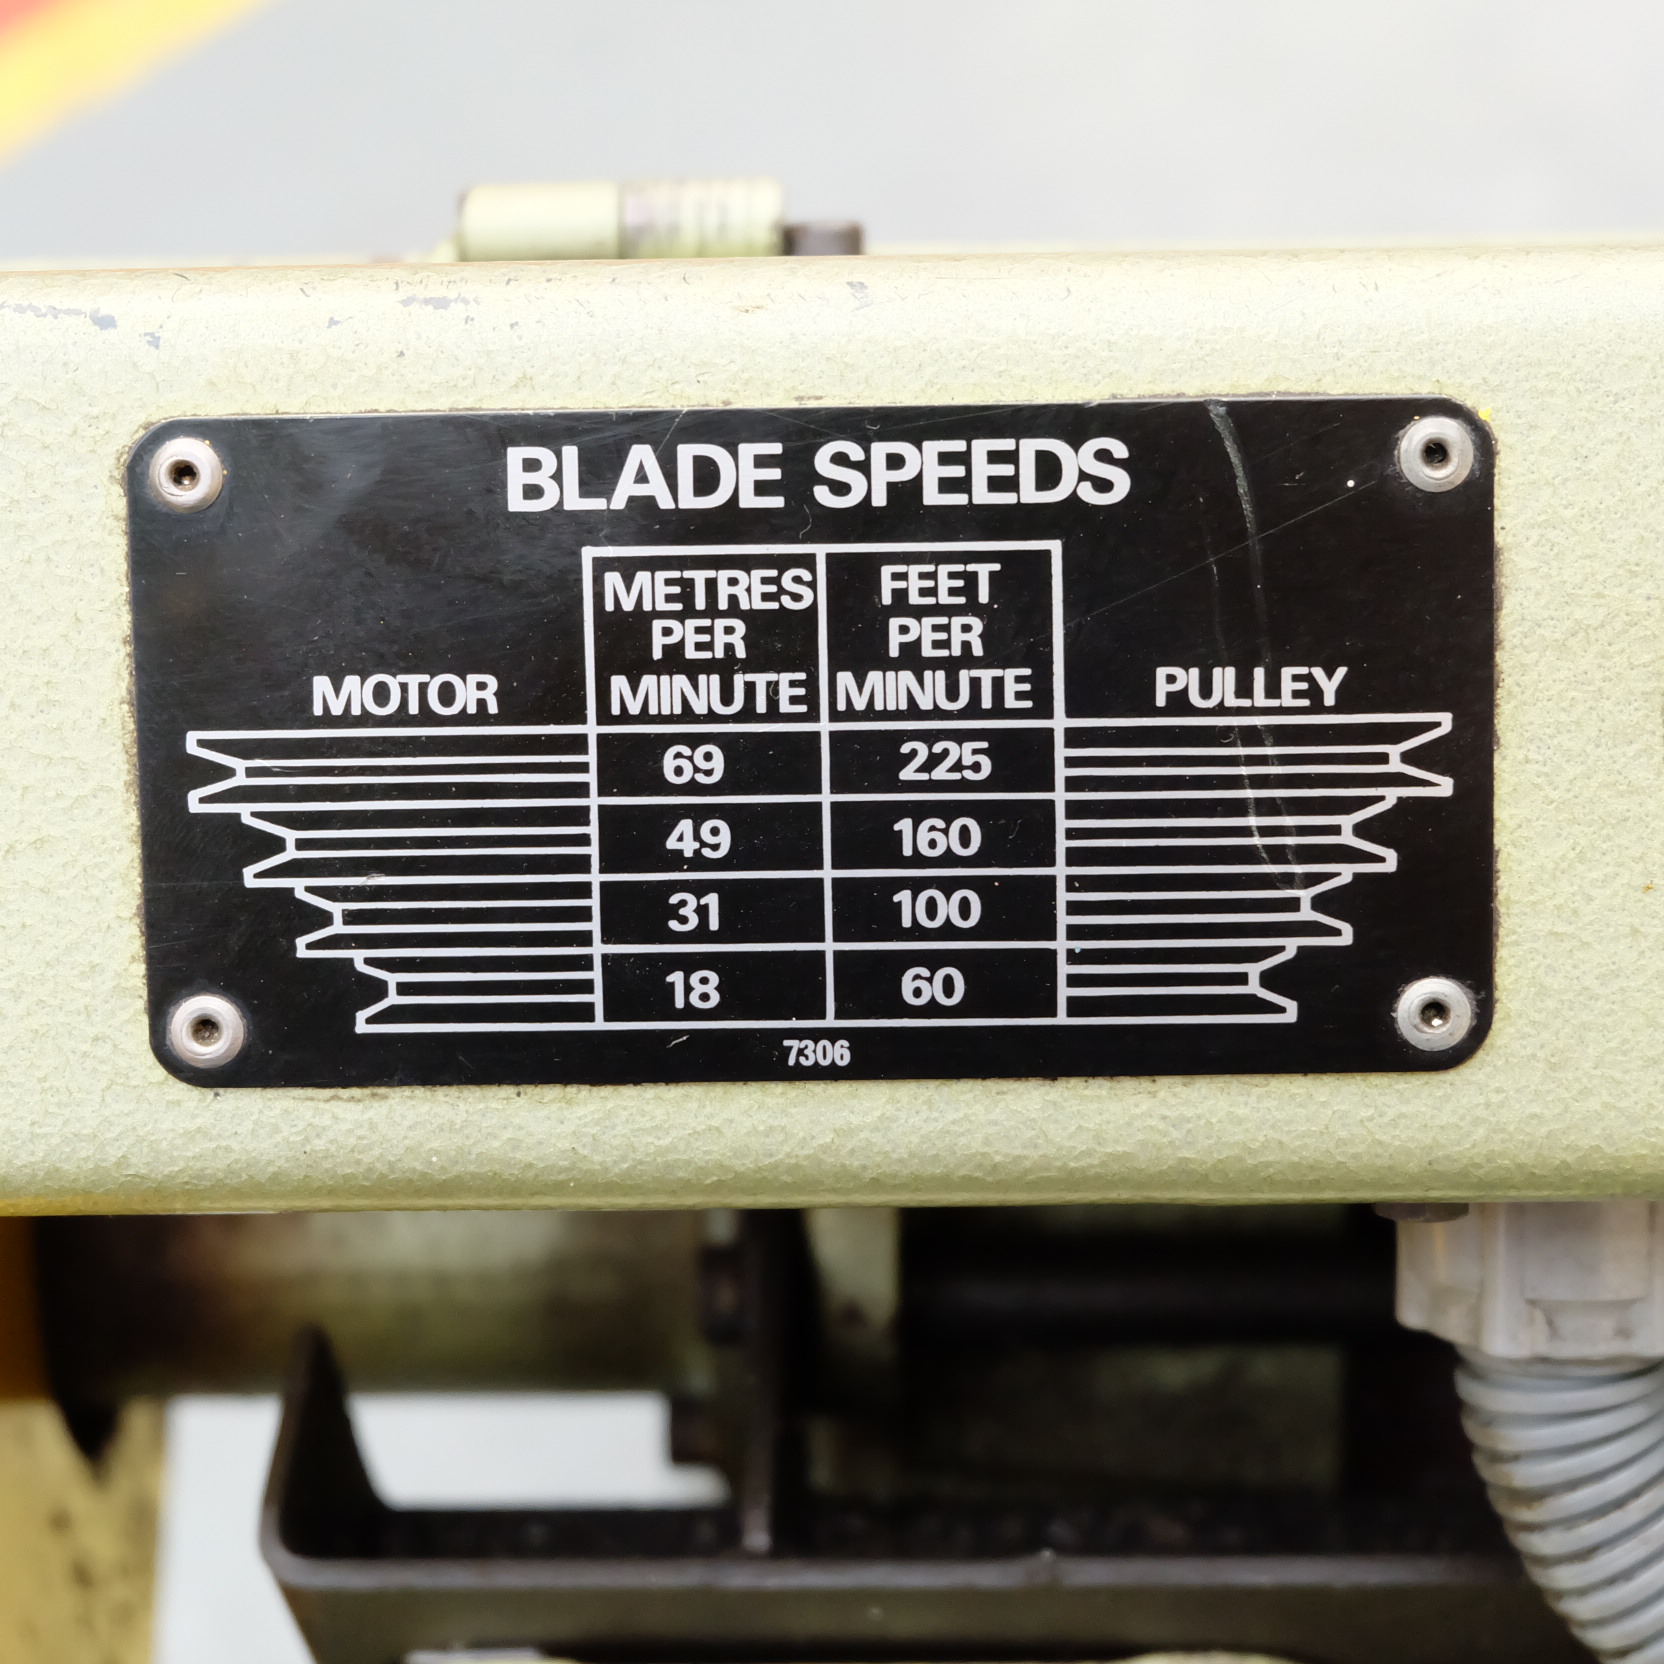 BLADE SPEEDS
METRES
PER
MINUTE
FEET
PER
MINUTE
MOTOR
PULLEY
69 225
49 160
31 100
18 60
7306